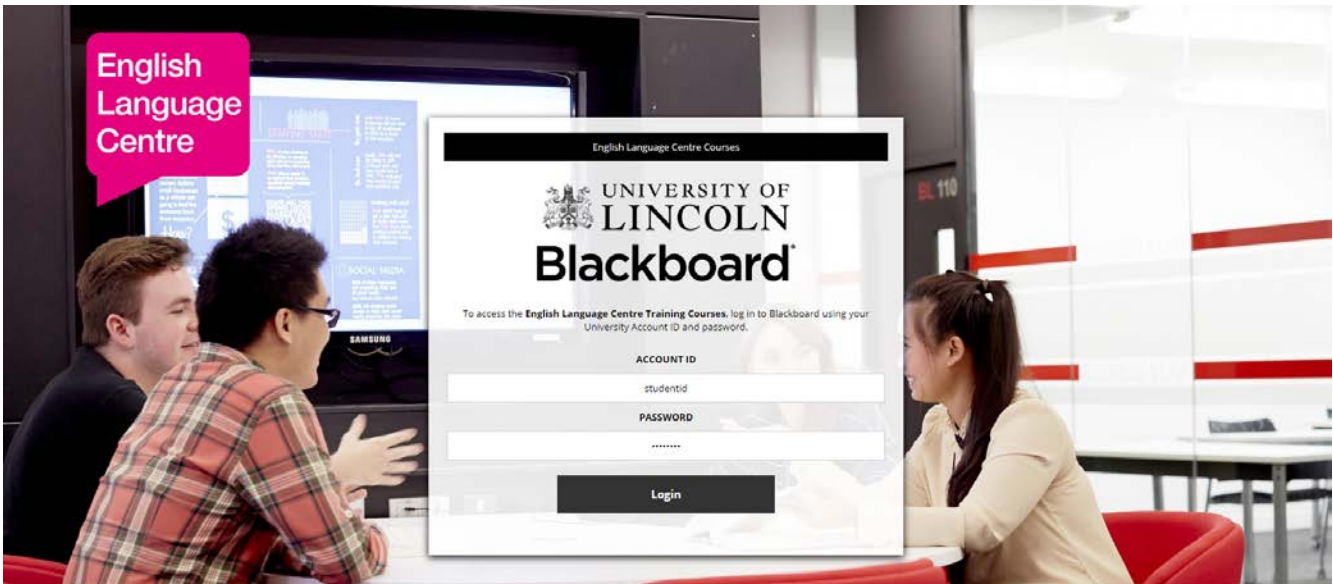 English
Language
Centre
English Language Centre Courses
UNIVERSITY OF
LINCOLN
Blackboard
To access the English Language Centre Training Courses, log in to Blackboard using your
University Account ID and password.
ACCOUNT ID
studentid
PASSWORD
........
Login
SAMSUNG
How?
$
SOCIAL MEDIA
BL 110